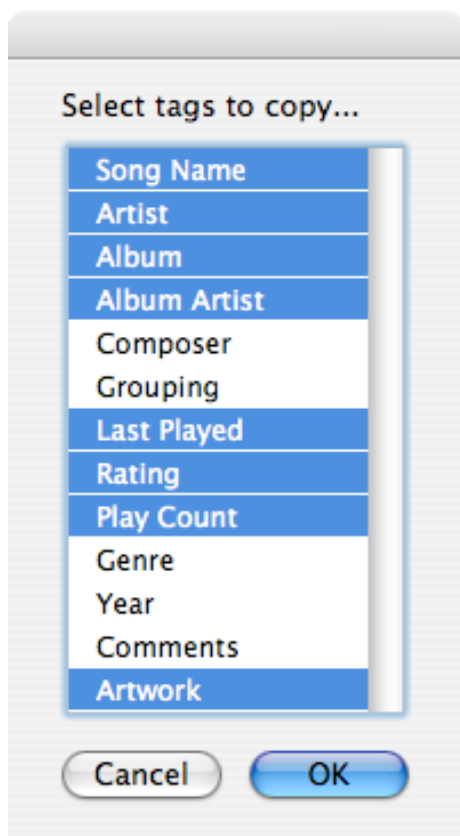 Select tags to copy...
Song Name
Artist
Album
Album Artist
Composer
Grouping
Last Played
Rating
Play Count
Genre
Year
Comments
Artwork
Cancel OK